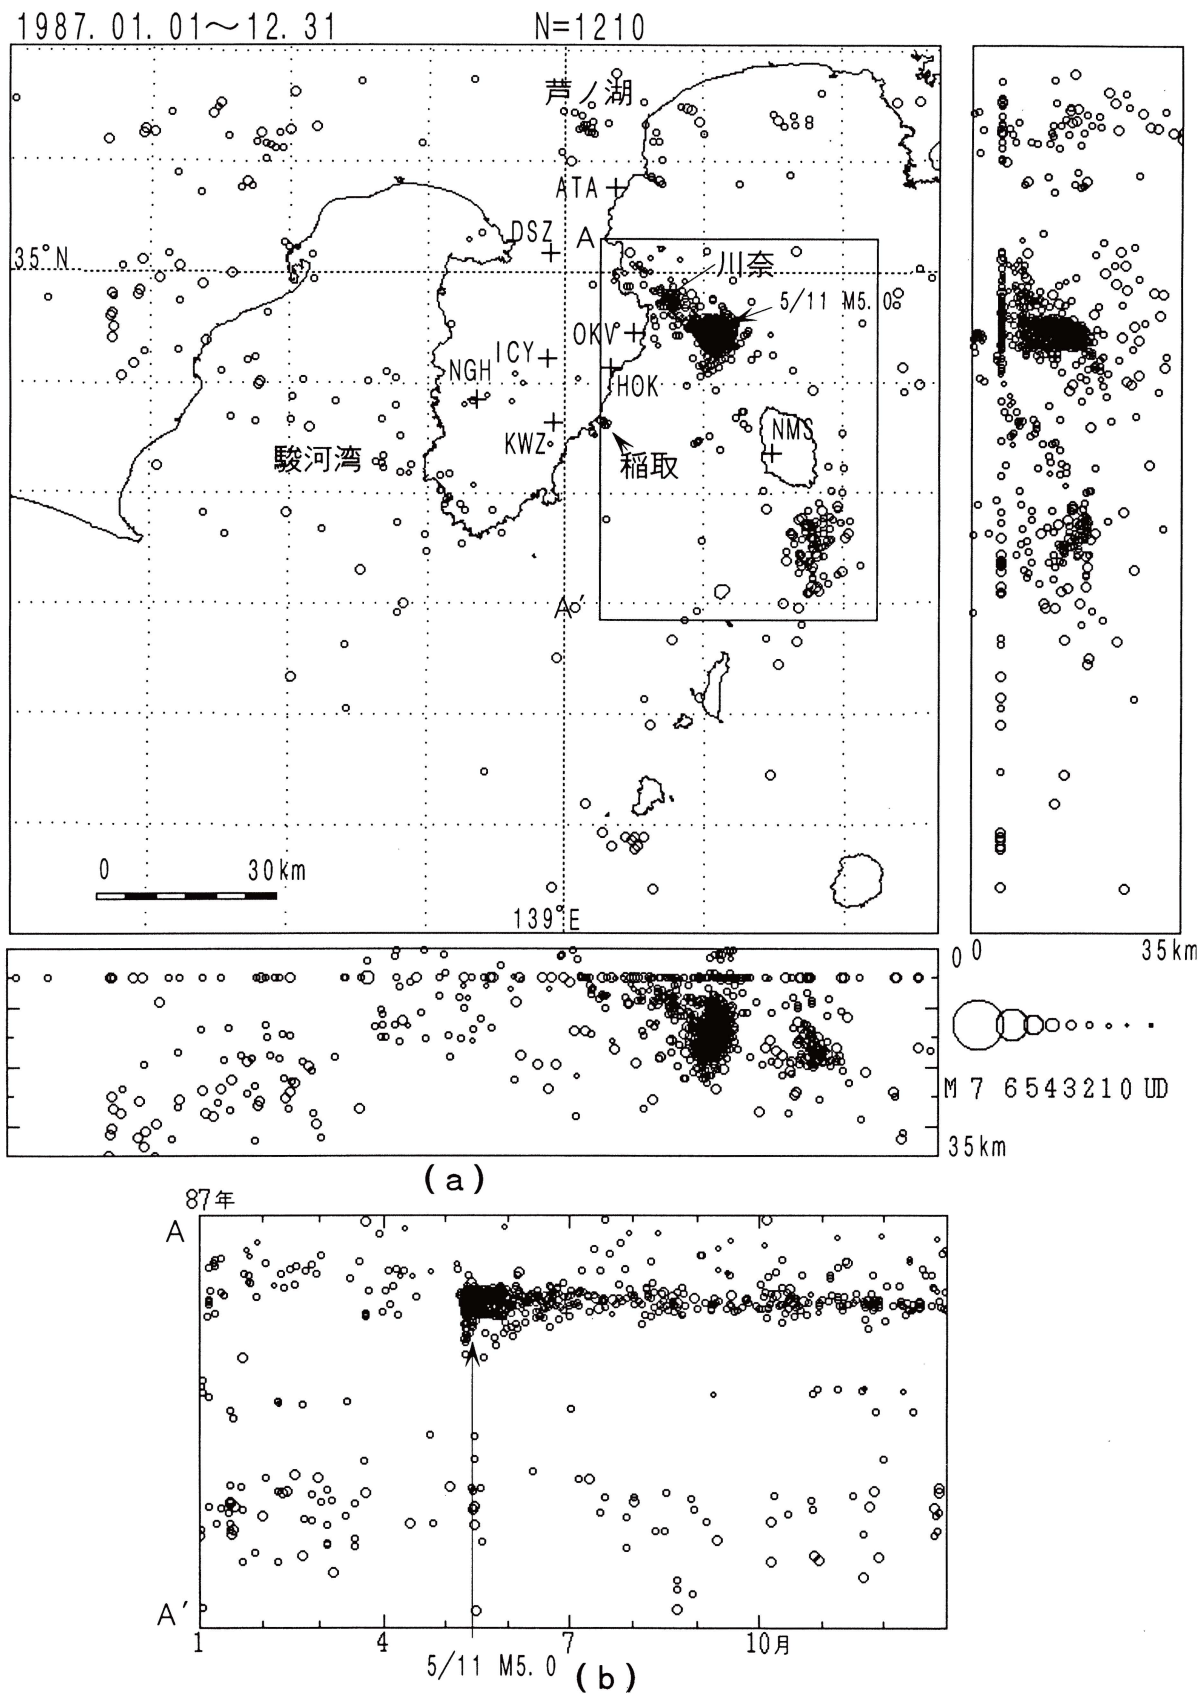 1987. 01. 01～12. 31 N=1210
芦ノ湖
ATA
DSZ
A
35°N
川奈
5/11 M5.0
OKV
ICY
NGH
HOK
NMS
KWZ
駿河湾
稲取
A'
0 30km
139°E
0 35km
0
M 7 6 5 4 3 2 1 0 UD
35km
(a)
87年
A
A'
1 4 7 10月
5/11 M5.0
(b)